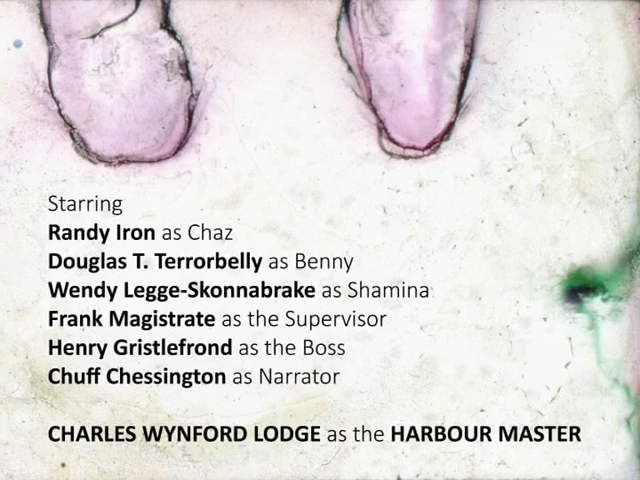 Starring
Randy Iron as Chaz
Douglas T. Terrorbelly as Benny
Wendy Legge-Skonnabrake as Shamina
Frank Magistrate as the Supervisor
Henry Gristlefrond as the Boss
Chuff Chessington as Narrator
CHARLES WYNFORD LODGE as the HARBOUR MASTER